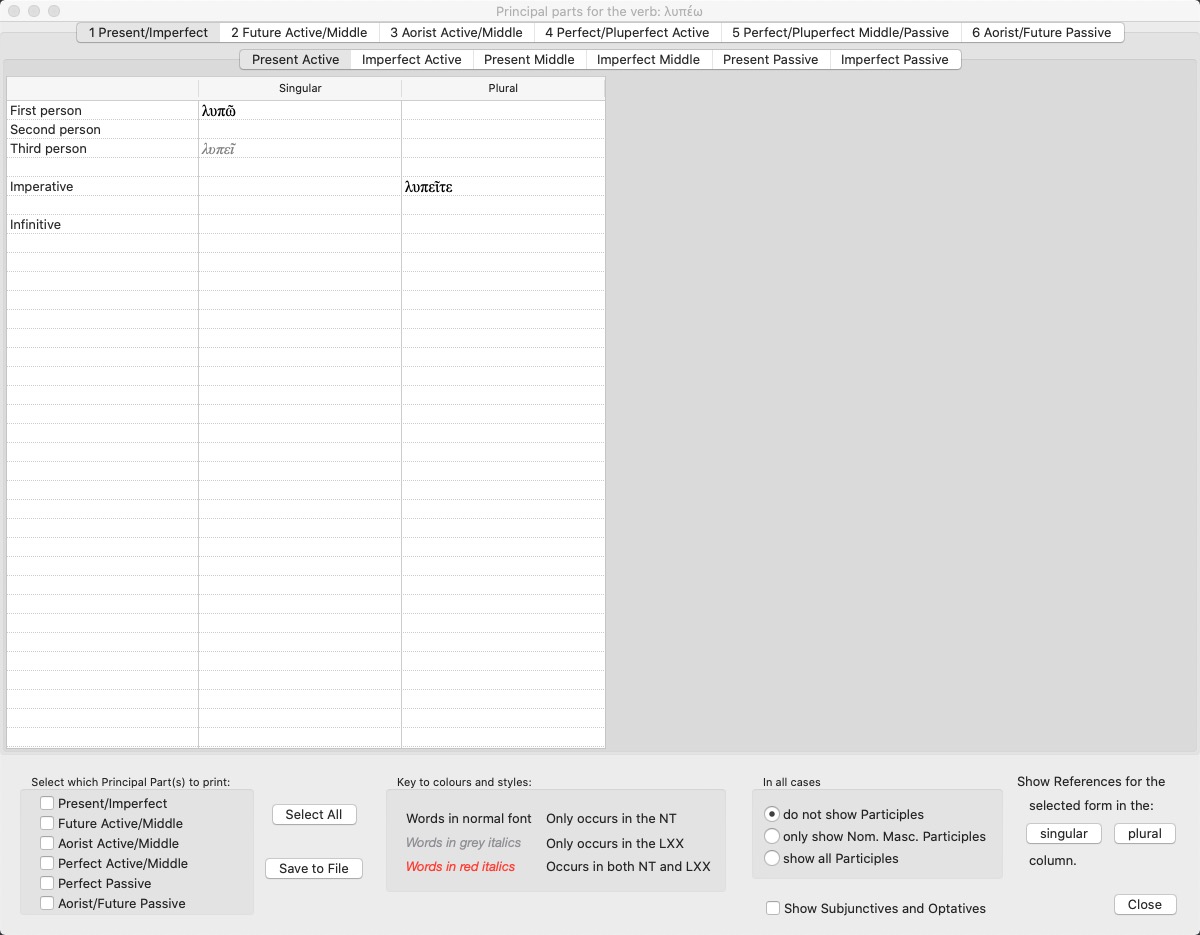 Principal parts for the verb: λυπέω
1 Present/Imperfect 2 Future Active/Middle 3 Aorist Active/Middle 4 Perfect/Pluperfect Active 5 Perfect/Pluperfect Middle/Passive 6 Aorist/Future Passive
Present Active Imperfect Active Present Middle Imperfect Middle Present Passive Imperfect Passive
Singular Plural
First person λυπῶ
Second person
Third person λυπεῖ
Imperative λυπεῖτε
Infinitive
Select which Principal Part(s) to print:
Present/Imperfect
Future Active/Middle
Aorist Active/Middle
Perfect Active/Middle
Perfect Passive
Aorist/Future Passive
Select All
Save to File
Key to colours and styles:
Words in normal font Only occurs in the NT
Words in grey italics Only occurs in the LXX
Words in red italics Occurs in both NT and LXX
In all cases
do not show Participles
only show Nom. Masc. Participles
show all Participles
Show Subjunctives and Optatives
Show References for the
selected form in the:
singular plural
column.
Close